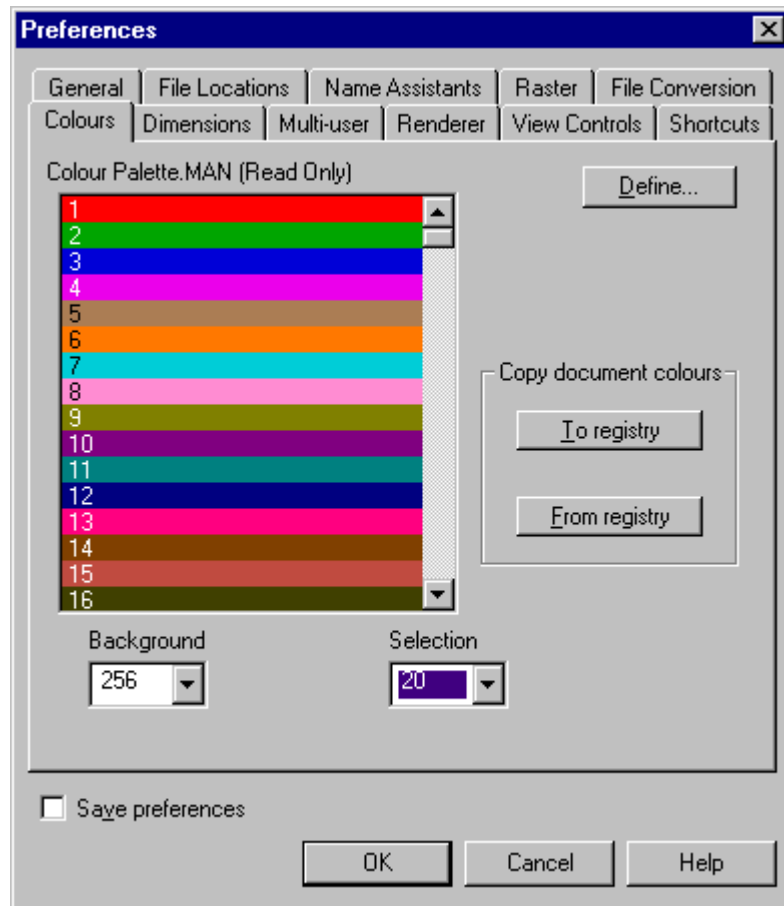 Preferences
General File Locations Name Assistants Raster File Conversion
Colours Dimensions Multi-user Renderer View Controls Shortcuts
Colour Palette.MAN (Read Only)
Define...
1
2
3
4
5
6
7
8
9
10
11
12
13
14
15
16
Copy document colours
To registry
From registry
Background
256
Selection
20
Save preferences
OK Cancel Help